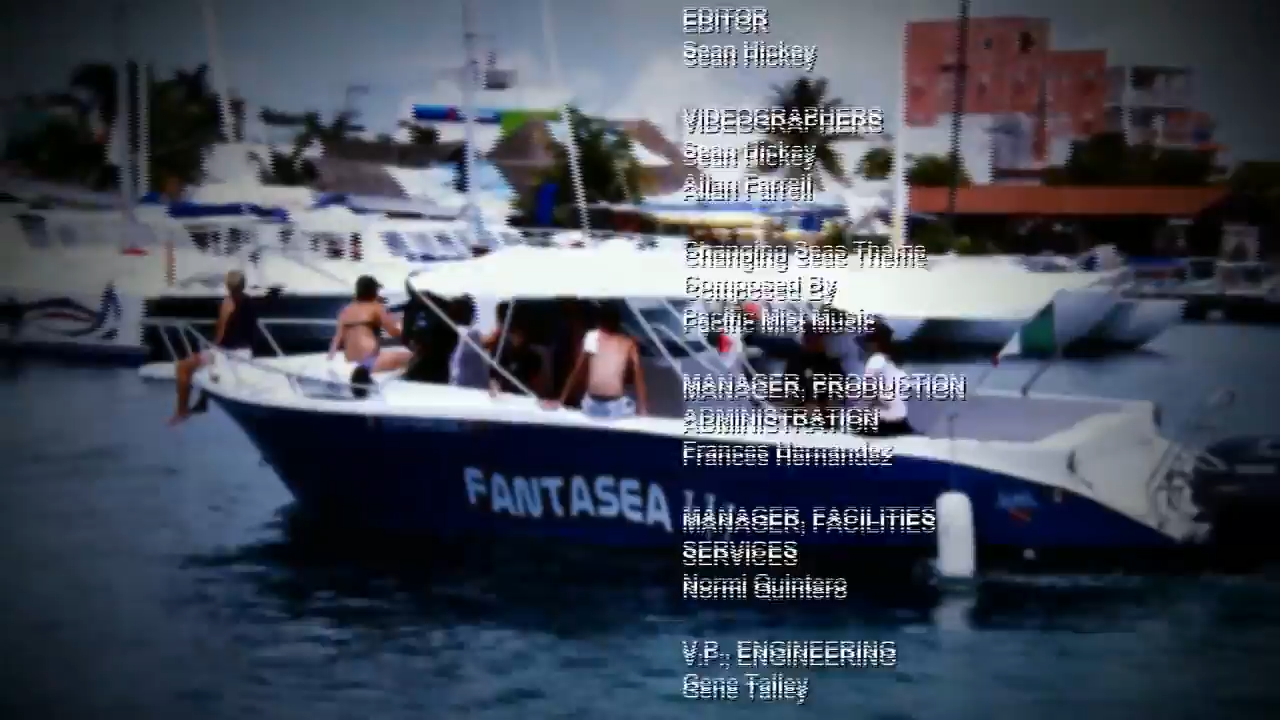 EDITOR
Sean Hickey
VIDEOGRAPHERS
Sean Hickey
Allan Farrell
Changing Seas Theme
Composed By
Pacific Mist Music
MANAGER, PRODUCTION
ADMINISTRATION
Frances Hernandez
FANTASEA
MANAGER, FACILITIES
SERVICES
Normi Quintero
V.P., ENGINEERING
Gene Talley